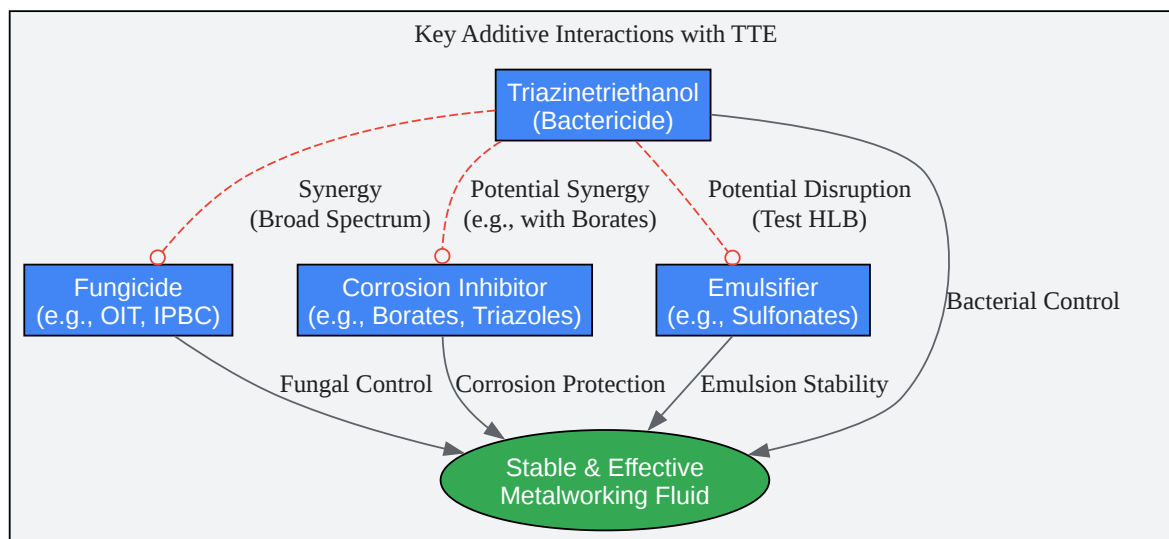 Key Additive Interactions with TTE
Triazinetriethanol
(Bactericide)
Synergy
(Broad Spectrum)
Potential Synergy
(e.g., with Borates)
Potential Disruption
(Test HLB)
Fungicide
(e.g., OIT, IPBC)
Corrosion Inhibitor
(e.g., Borates, Triazoles)
Emulsifier
(e.g., Sulfonates)
Bacterial Control
Fungal Control
Corrosion Protection
Emulsion Stability
Stable & Effective
Metalworking Fluid